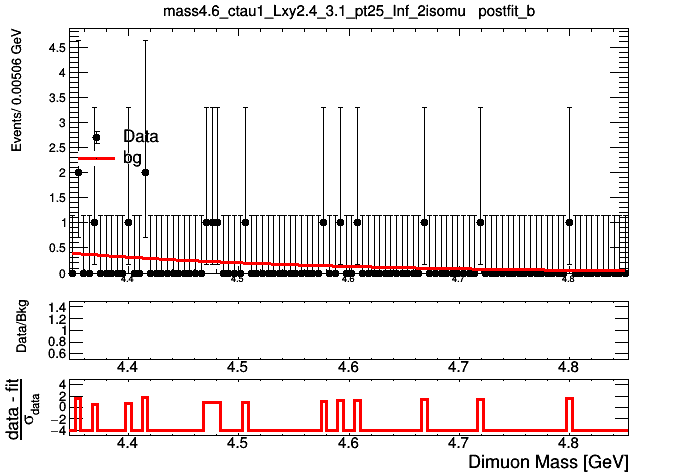 mass4.6_ctau1_Lxy2.4_3.1_pt25_Inf_2isomu postfit_b
Events/ 0.00506 GeV
4.5
4
3.5
3
2.5
2
1.5
1
0.5
0
Data
bg
4.4 4.5 4.6 4.7 4.8
Data/Bkg
1.4
1.2
1
0.8
0.6
4.4 4.5 4.6 4.7 4.8
data - fit
σdata
4
2
0
−2
−4
4.4 4.5 4.6 4.7 4.8
Dimuon Mass [GeV]